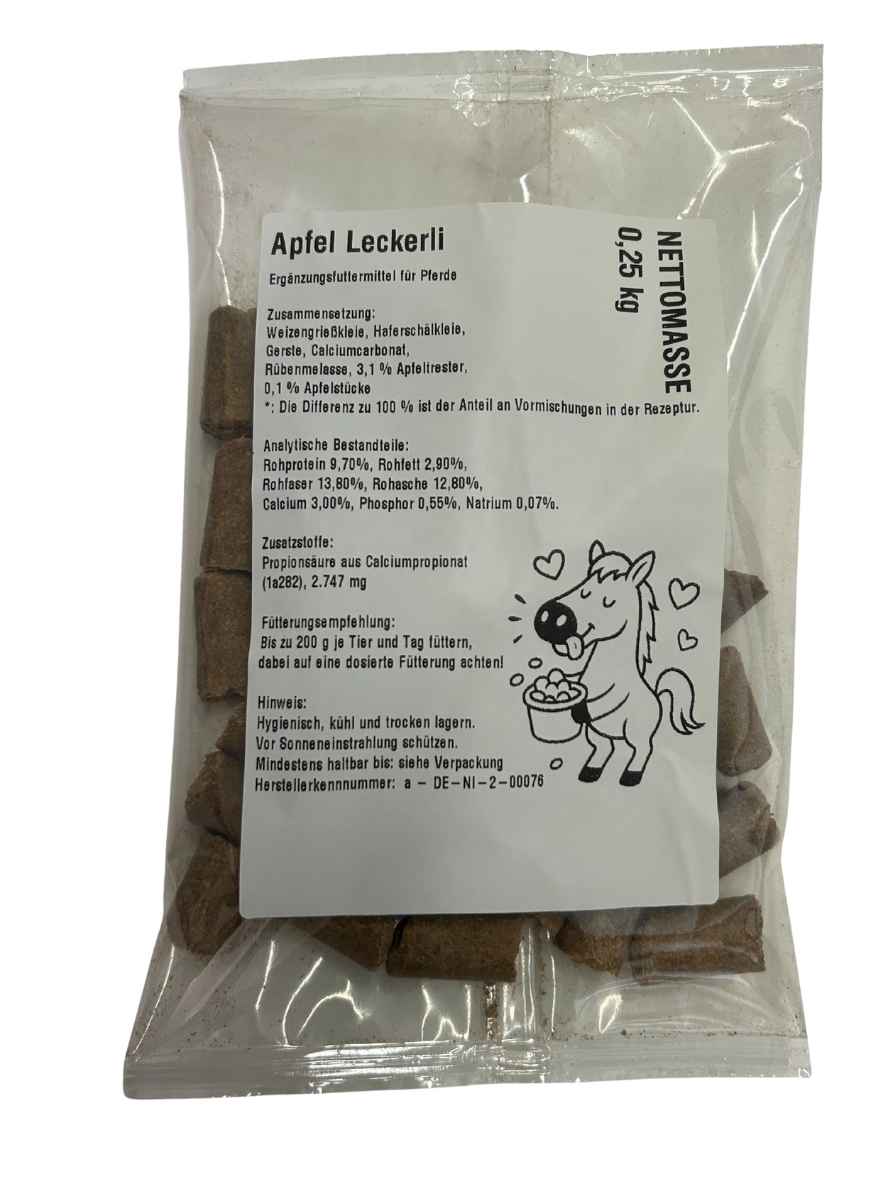 Apfel Leckerli
Ergänzungsfuttermittel für Pferde
NETTOMASSE
0,25 kg
Zusammensetzung:
Weizengrießkleie, Haferschälkleie,
Gerste, Calciumcarbonat,
Rübenmelasse, 3,1 % Apfeltrester,
0,1 % Apfelstücke
*: Die Differenz zu 100 % ist der Anteil an Vormischungen in der Rezeptur.
Analytische Bestandteile:
Rohprotein 9,70%, Rohfett 2,90%,
Rohfaser 13,80%, Rohasche 12,80%,
Calcium 3,00%, Phosphor 0,55%, Natrium 0,07%.
Zusatzstoffe:
Propionsäure aus Calciumpropionat
(1a282), 2.747 mg
Fütterungsempfehlung:
Bis zu 200 g je Tier und Tag füttern,
dabei auf eine dosierte Fütterung achten!
Hinweis:
Hygienisch, kühl und trocken lagern.
Vor Sonneneinstrahlung schützen.
Mindestens haltbar bis: siehe Verpackung
Herstellerkennnummer: a – DE–NI–2–00076